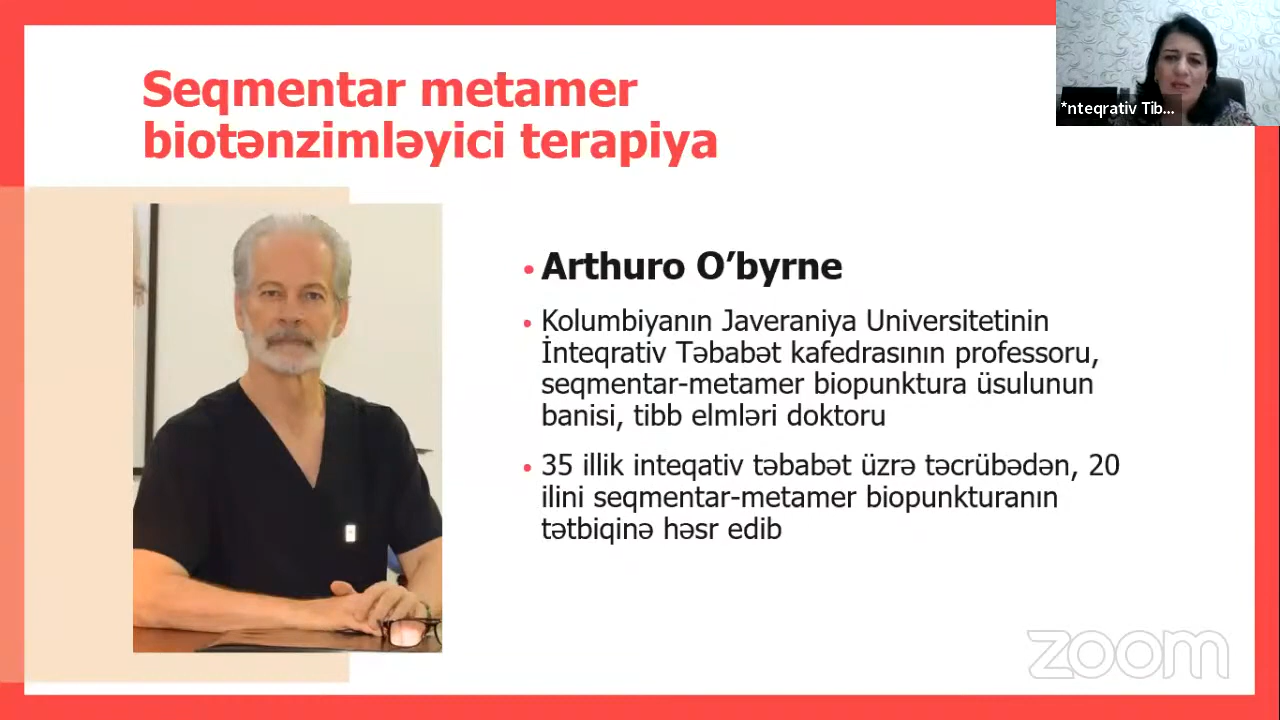 Seqmentar metamer
biotənzimləyici terapiya
*nteqrativ Tib...
• Arthuro O’byrne
• Kolumbiyanın Javeraniya Universitetinin
İnteqrativ Təbabət kafedrasının professoru,
seqmentar-metamer biopunktura üsulunun
banisi, tibb elmləri doktoru
• 35 illik inteqativ təbabət üzrə təcrübədən, 20
ilini seqmentar-metamer biopunkturanın
tətbiqinə həsr edib
zoom